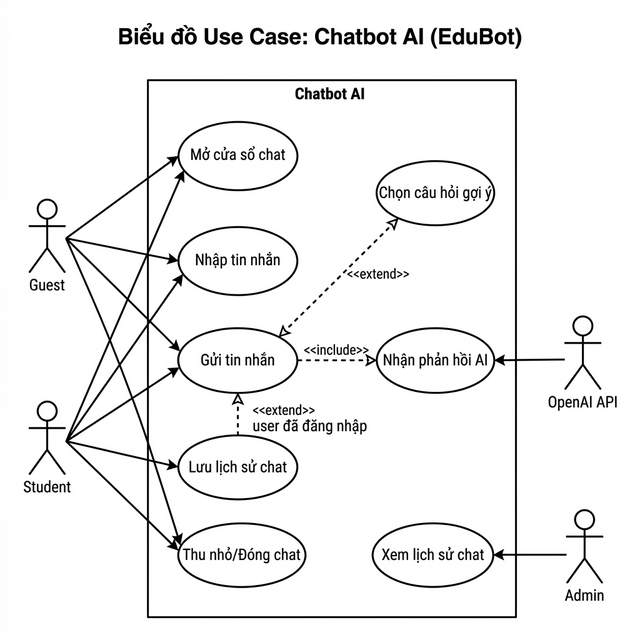 Biểu đồ Use Case: Chatbot AI (EduBot)
Chatbot AI
Mở cửa sổ chat
Chọn câu hỏi gợi ý
Guest
Nhập tin nhắn
<<extend>>
Gửi tin nhắn
<<include>>
Nhận phản hồi AI
OpenAI API
<<extend>>
user đã đăng nhập
Student
Lưu lịch sử chat
Thu nhỏ/Đóng chat
Xem lịch sử chat
Admin